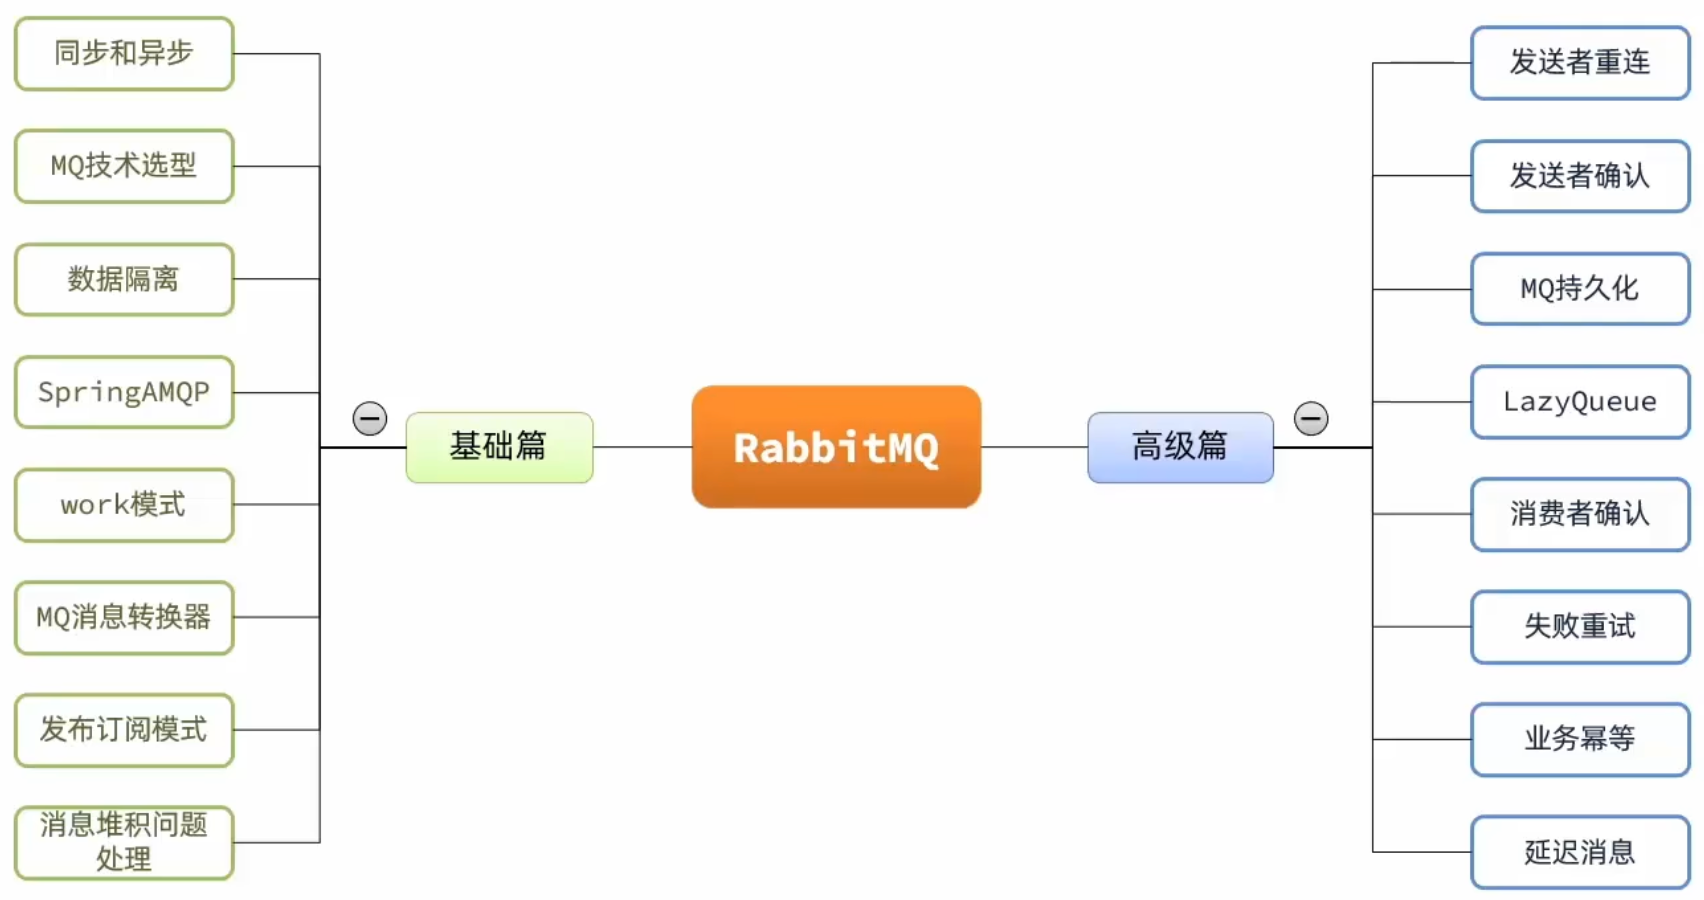 同步和异步
MQ技术选型
数据隔离
SpringAMQP
work模式
MQ消息转换器
发布订阅模式
消息堆积问题
处理
基础篇
RabbitMQ
高级篇
发送者重连
发送者确认
MQ持久化
LazyQueue
消费者确认
失败重试
业务幂等
延迟消息